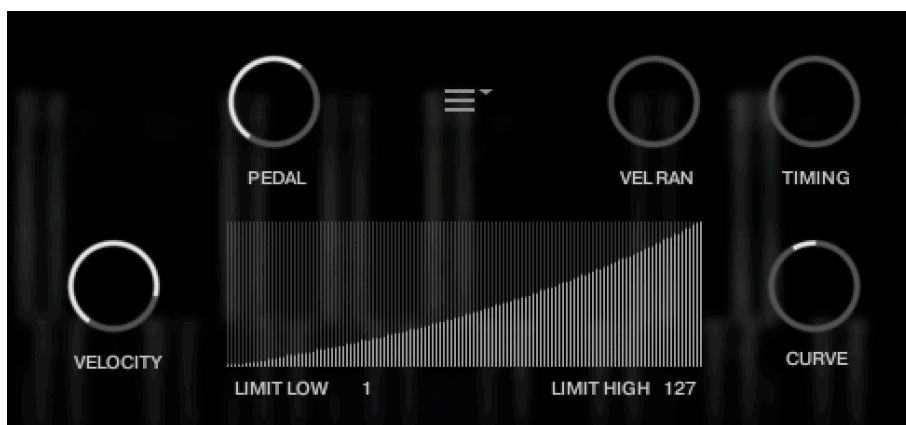 PEDAL
VEL RAN
TIMING
VELOCITY
CURVE
LIMIT LOW 1
LIMIT HIGH 127